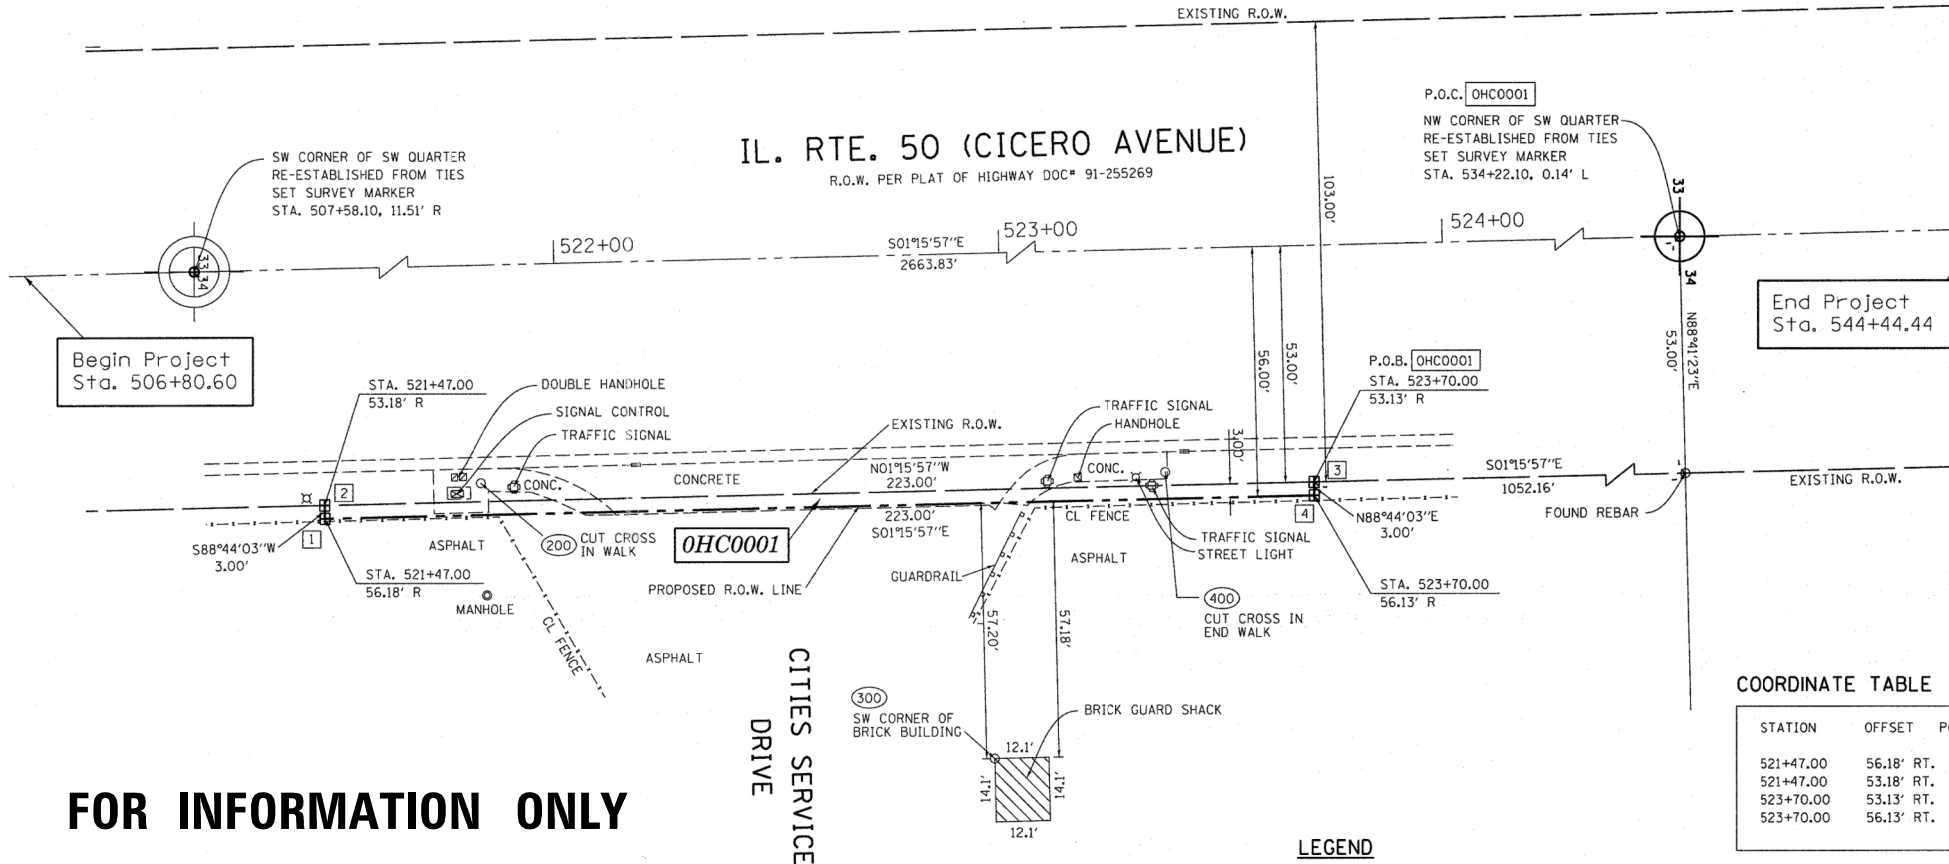 EXISTING R.O.W.
P.O.C. OHC0001
NW CORNER OF SW QUARTER
RE-ESTABLISHED FROM TIES
SET SURVEY MARKER
STA. 534+22.10, 0.14' L
IL. RTE. 50 (CICERO AVENUE)
R.O.W. PER PLAT OF HIGHWAY DOC# 91-255269
SW CORNER OF SW QUARTER
RE-ESTABLISHED FROM TIES
SET SURVEY MARKER
STA. 507+58.10, 11.51' R
103.00'
33
34
33
34
522+00
S01°15'57"E
2663.83'
523+00
524+00
Begin Project
Sta. 506+80.60
End Project
Sta. 544+44.44
N88°41'23"E
53.00'
56.00'
53.00'
P.O.B. OHC0001
STA. 523+70.00
53.13' R
STA. 521+47.00
53.18' R
DOUBLE HANDHOLE
SIGNAL CONTROL
TRAFFIC SIGNAL
EXISTING R.O.W.
TRAFFIC SIGNAL
HANDHOLE
3.00'
CONC.
CONCRETE
N01°15'57"W
223.00'
CONC.
S01°15'57"E
1052.16'
EXISTING R.O.W.
2
3
1
4
223.00'
S01°15'57"E
CL FENCE
N88°44'03"E
3.00'
FOUND REBAR
S88°44'03"W
3.00'
ASPHALT
200 CUT CROSS
IN WALK
OHC0001
ASPHALT
TRAFFIC SIGNAL
STREET LIGHT
STA. 521+47.00
56.18' R
MANHOLE
PROPOSED R.O.W. LINE
GUARDRAIL
STA. 523+70.00
56.13' R
400
CUT CROSS IN
END WALK
57.20'
57.18'
CL FENCE
ASPHALT
CITIES SERVICE
DRIVE
300
SW CORNER OF
BRICK BUILDING
BRICK GUARD SHACK
12.1'
14.1'
14.1'
12.1'
COORDINATE TABLE
STATION OFFSET
521+47.00 56.18' RT.
521+47.00 53.18' RT.
523+70.00 53.13' RT.
523+70.00 56.13' RT.
FOR INFORMATION ONLY
LEGEND